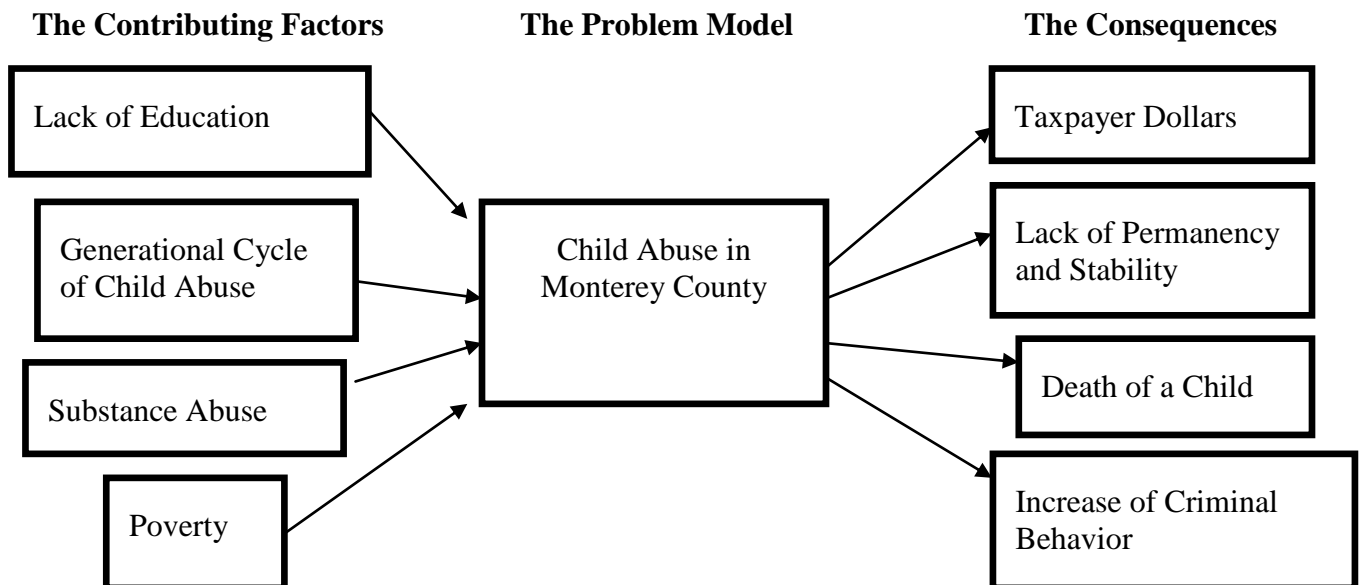 The Contributing Factors
The Problem Model
The Consequences
Lack of Education
Generational Cycle
of Child Abuse
Substance Abuse
Poverty
Child Abuse in
Monterey County
Taxpayer Dollars
Lack of Permanency
and Stability
Death of a Child
Increase of Criminal
Behavior